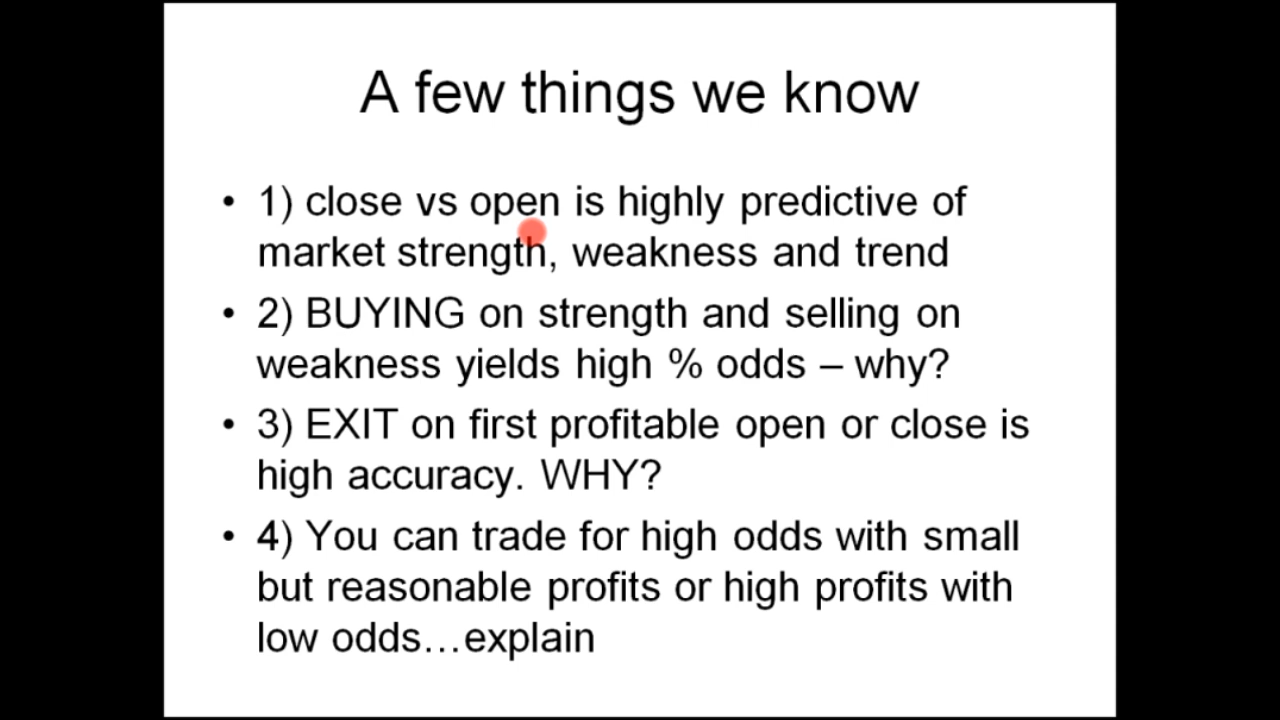 A few things we know
• 1) close vs open is highly predictive of
market strength, weakness and trend
• 2) BUYING on strength and selling on
weakness yields high % odds – why?
• 3) EXIT on first profitable open or close is
high accuracy. WHY?
• 4) You can trade for high odds with small
but reasonable profits or high profits with
low odds…explain